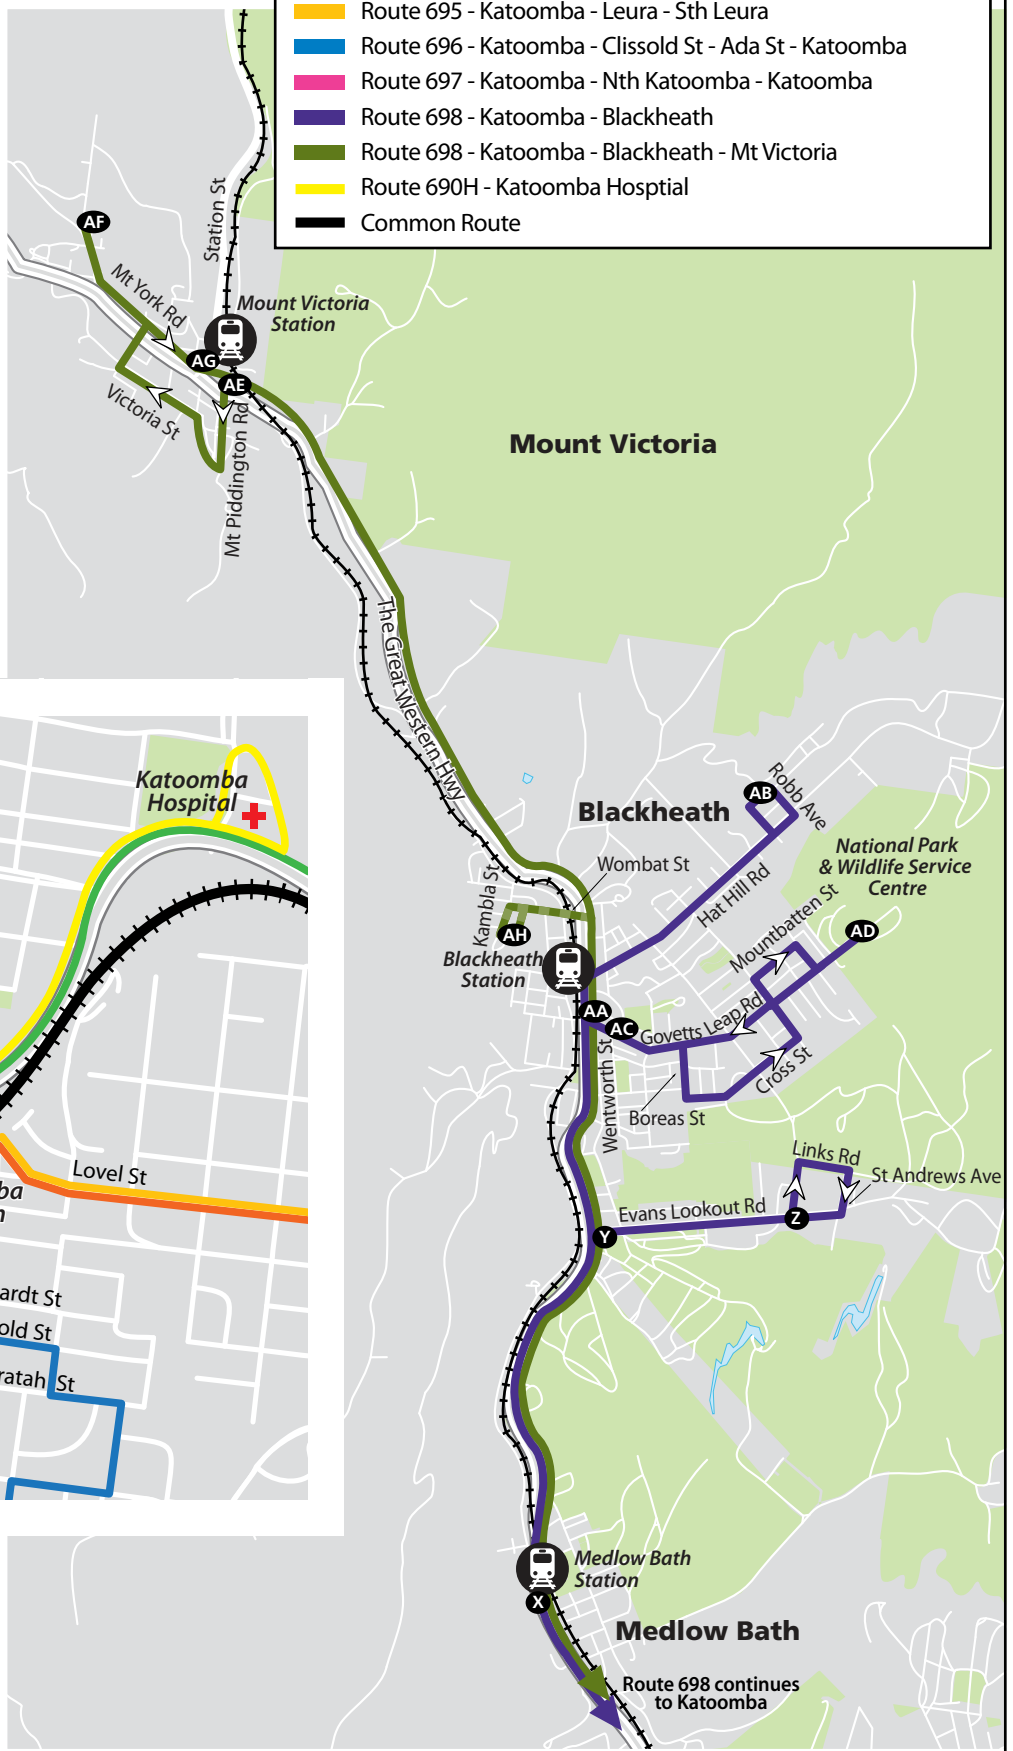 Route 695 - Katoomba - Leura - Sth Leura
Route 696 - Katoomba - Clissold St - Ada St - Katoomba
Route 697 - Katoomba - Nth Katoomba - Katoomba
Route 698 - Katoomba - Blackheath
Route 698 - Katoomba - Blackheath - Mt Victoria
Route 690H - Katoomba Hosptial
Common Route
Station St
AF
Mt York Rd
Mount Victoria
Station
AG
AE
Victoria St
Mt Piddington Rd
Mount Victoria
The Great Western Hwy
Katoomba
Hospital
Blackheath
AB
Robb Ave
National Park
& Wildlife Service
Centre
Wombat St
Hat Hill Rd
Kambla St
Mountbatten St
AH
AD
Blackheath
Station
AA
AC
Govetts Leap Rd
Wentworth St
Cross St
Boreas St
Lovel St
ba
n
Links Rd
St Andrews Ave
Evans Lookout Rd
Z
Y
ardt St
old St
ratah St
Medlow Bath
Station
X
Medlow Bath
Route 698 continues
to Katoomba